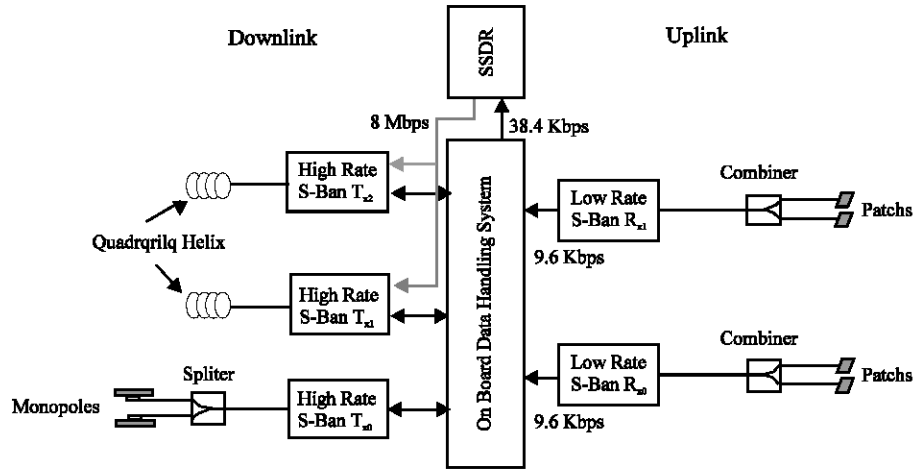 Downlink
SSDR
Uplink
8 Mbps
38.4 Kbps
High Rate
S-Ban Tx2
Quadrqrilq Helix
High Rate
S-Ban Tx1
Spliter
Monopoles
High Rate
S-Ban Tx0
On Board Data Handling System
Low Rate
S-Ban Rx1
9.6 Kbps
Combiner
Patchs
Low Rate
S-Ban Rx0
9.6 Kbps
Combiner
Patchs